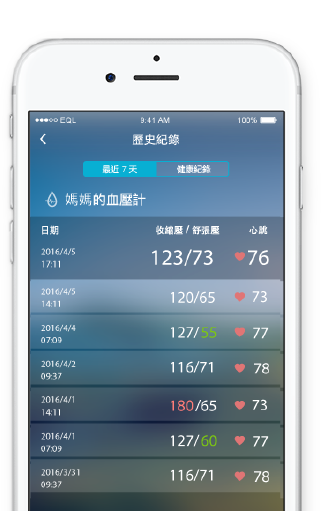 EQL 9:41 AM 100%
歷史紀錄
最近 7 天 健康紀錄
媽媽的血壓計
日期 收縮壓 / 舒張壓 心跳
2016/4/5 17:11 123/73 76
2016/4/5 14:11 120/65 73
2016/4/4 07:09 127/55 77
2016/4/2 09:37 116/71 78
2016/4/1 14:11 180/65 73
2016/4/1 07:09 127/60 77
2016/3/31 09:37 116/71 78